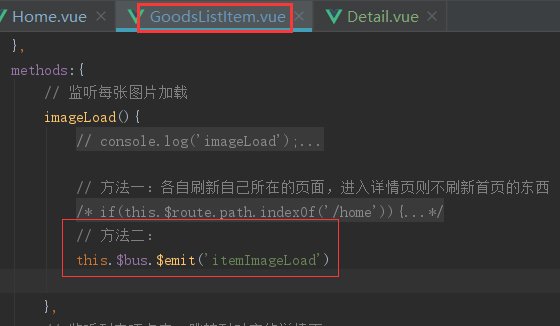 Home.vue GoodsListItem.vue Detail.vue
},
methods:{
// 监听每张图片加载
imageLoad(){
// console.log('imageLoad');...
// 方法一：各自刷新自己所在的页面，进入详情页则不刷新首页的东西
/* if(this.$route.path.indexOf('/home')){...*/
// 方法二：
this.$bus.$emit('itemImageLoad')
},